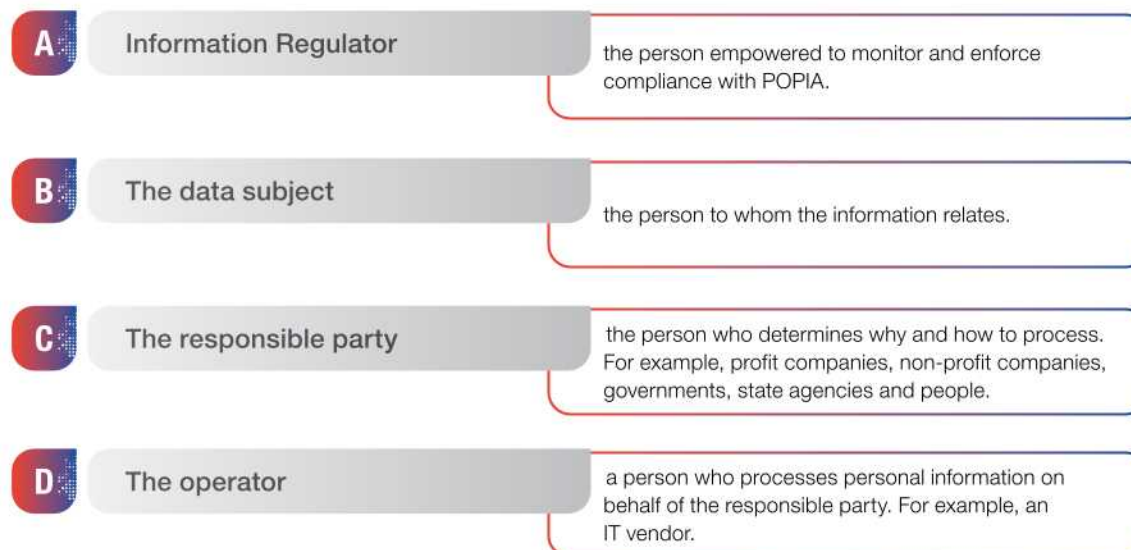 A
Information Regulator
the person empowered to monitor and enforce
compliance with POPIA.
B
The data subject
the person to whom the information relates.
C
The responsible party
the person who determines why and how to process.
For example, profit companies, non-profit companies,
governments, state agencies and people.
D
The operator
a person who processes personal information on
behalf of the responsible party. For example, an
IT vendor.